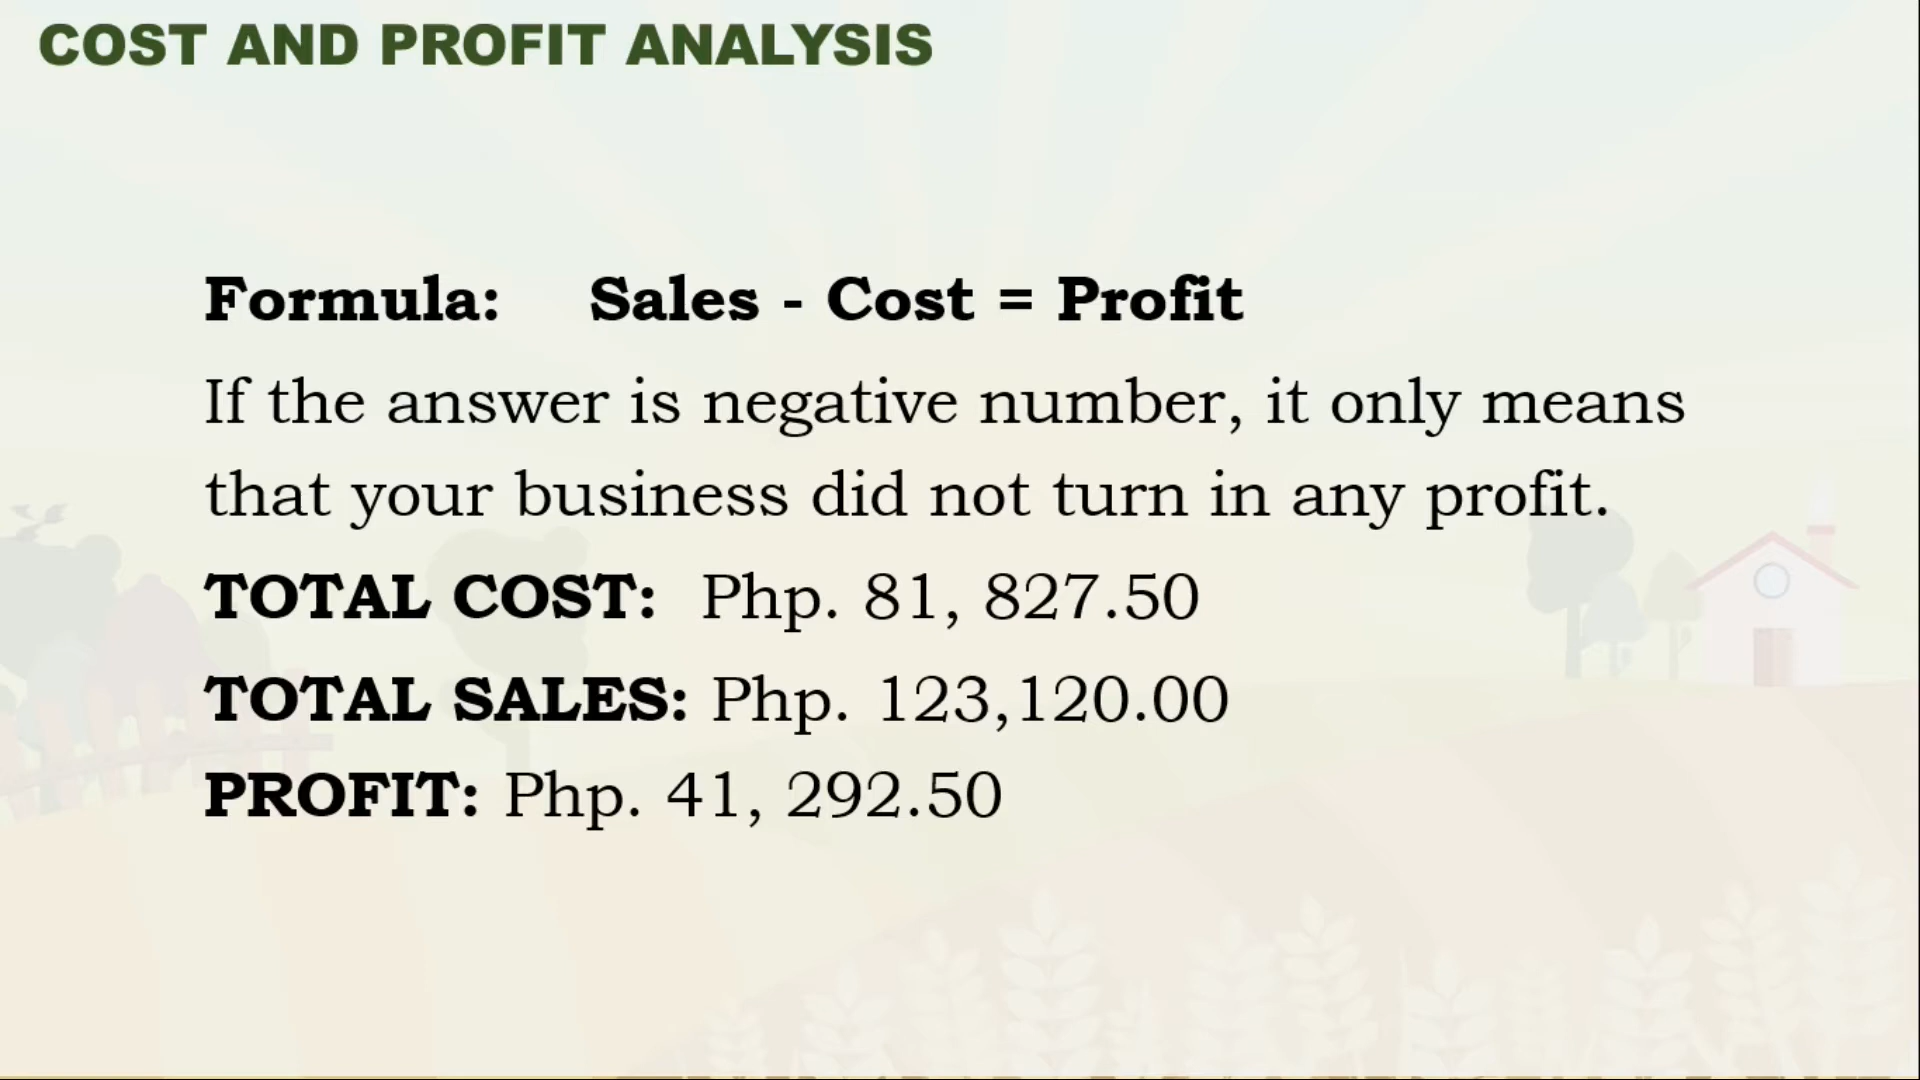 COST AND PROFIT ANALYSIS
Formula: Sales - Cost = Profit
If the answer is negative number, it only means
that your business did not turn in any profit.
TOTAL COST: Php. 81, 827.50
TOTAL SALES: Php. 123,120.00
PROFIT: Php. 41, 292.50